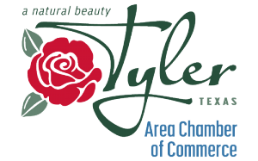 a natural beauty
Tyler
TEXAS
Area Chamber
of Commerce